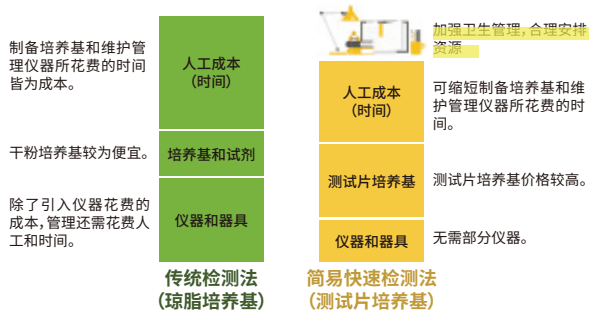 制备培养基和维护管
理仪器所花费的时间
皆为成本。
人工成本
（时间）
干粉培养基较为便宜。
培养基和试剂
除了引入仪器花费的
成本，管理还需花费人
工和时间。
仪器和器具
传统检测法
（琼脂培养基）
加强卫生管理，合理安排
资源
人工成本
（时间）
可缩短制备培养基和维
护管理仪器所花费的时
间。
测试片培养基
测试片培养基价格较高。
仪器和器具
无需部分仪器。
简易快速检测法
（测试片培养基）